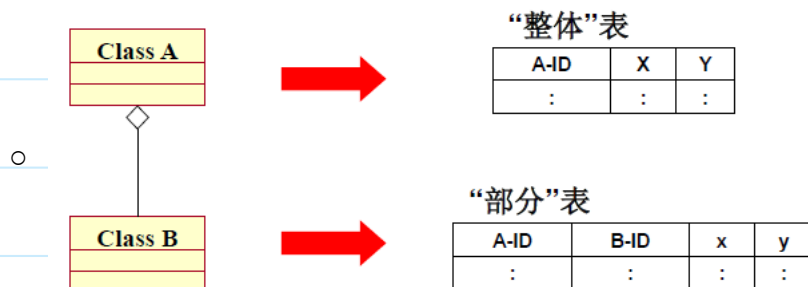 “整体”表
Class A
A-ID X Y
: : :
“部分”表
Class B
A-ID B-ID x y
: : : :